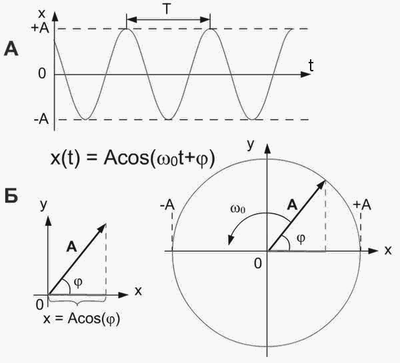 x
T
+A
А
0
t
-A
x(t) = Acos(ω₀t+φ)
Б
y
A
φ
0
x
x = Acos(φ)
y
-A
+A
ω₀
A
φ
0
x